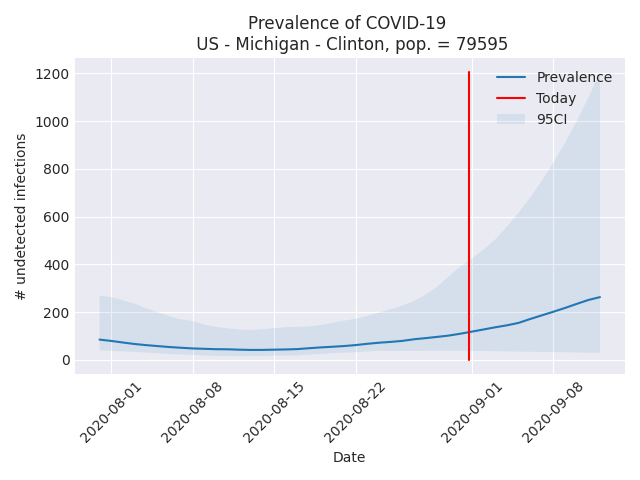 Prevalence of COVID-19
US - Michigan - Clinton, pop. = 79595
Prevalence
Today
95CI
# undetected infections
1200
1000
800
600
400
200
0
2020-08-01
2020-08-08
2020-08-15
2020-08-22
2020-09-01
2020-09-08
Date